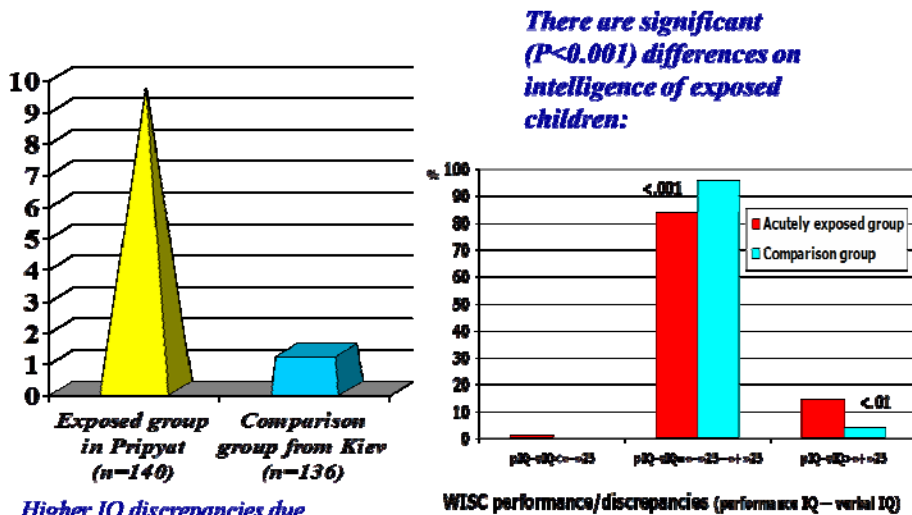 There are significant
(P<0.001) differences on
intelligence of exposed
children:
10
9
8
7
6
5
4
3
2
1
0
Exposed group
in Pripyat
(n=140)
Comparison
group from Kiev
(n=136)
Higher IQ discrepancies due
% 100
90
80
70
60
50
40
30
20
10
0
<.001
<.01
Acutely exposed group
Comparison group
WISC performance/discrepancies (performance IQ – verbal IQ)